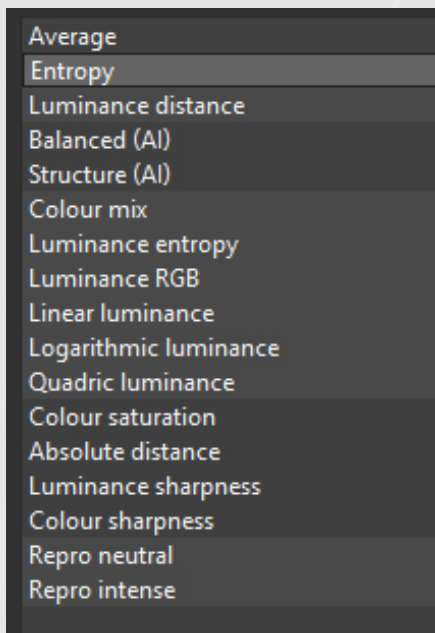 Average
Entropy
Luminance distance
Balanced (AI)
Structure (AI)
Colour mix
Luminance entropy
Luminance RGB
Linear luminance
Logarithmic luminance
Quadric luminance
Colour saturation
Absolute distance
Luminance sharpness
Colour sharpness
Repro neutral
Repro intense